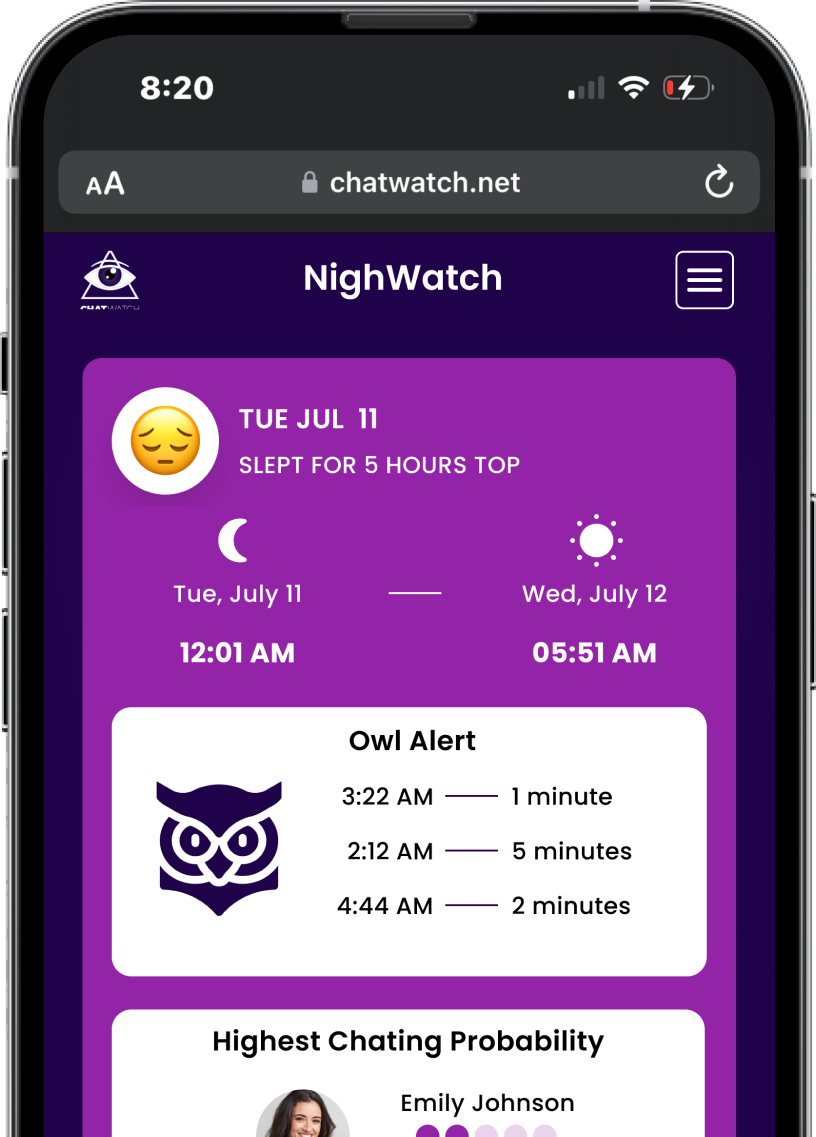 8:20
AA
chatwatch.net
CHATWATCH
NighWatch
TUE JUL 11
SLEPT FOR 5 HOURS TOP
Tue, July 11
Wed, July 12
12:01 AM
05:51 AM
Owl Alert
3:22 AM 1 minute
2:12 AM 5 minutes
4:44 AM 2 minutes
Highest Chating Probability
Emily Johnson